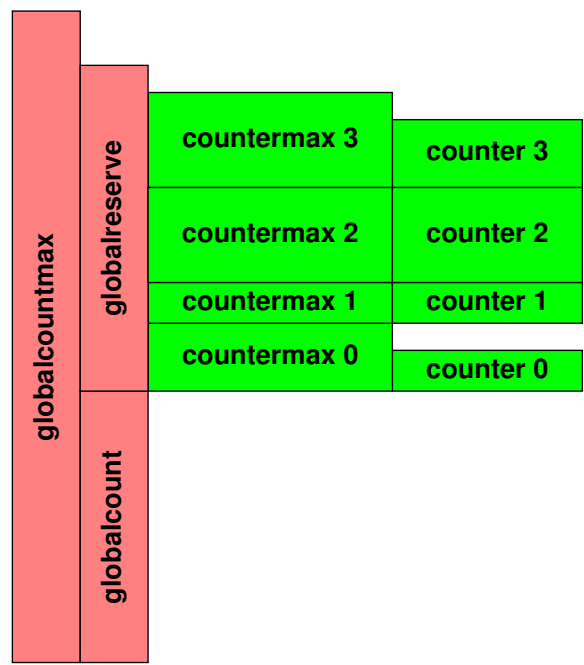 globalcountmax
globalreserve
globalcount
countermax 3
counter 3
countermax 2
counter 2
countermax 1
counter 1
countermax 0
counter 0